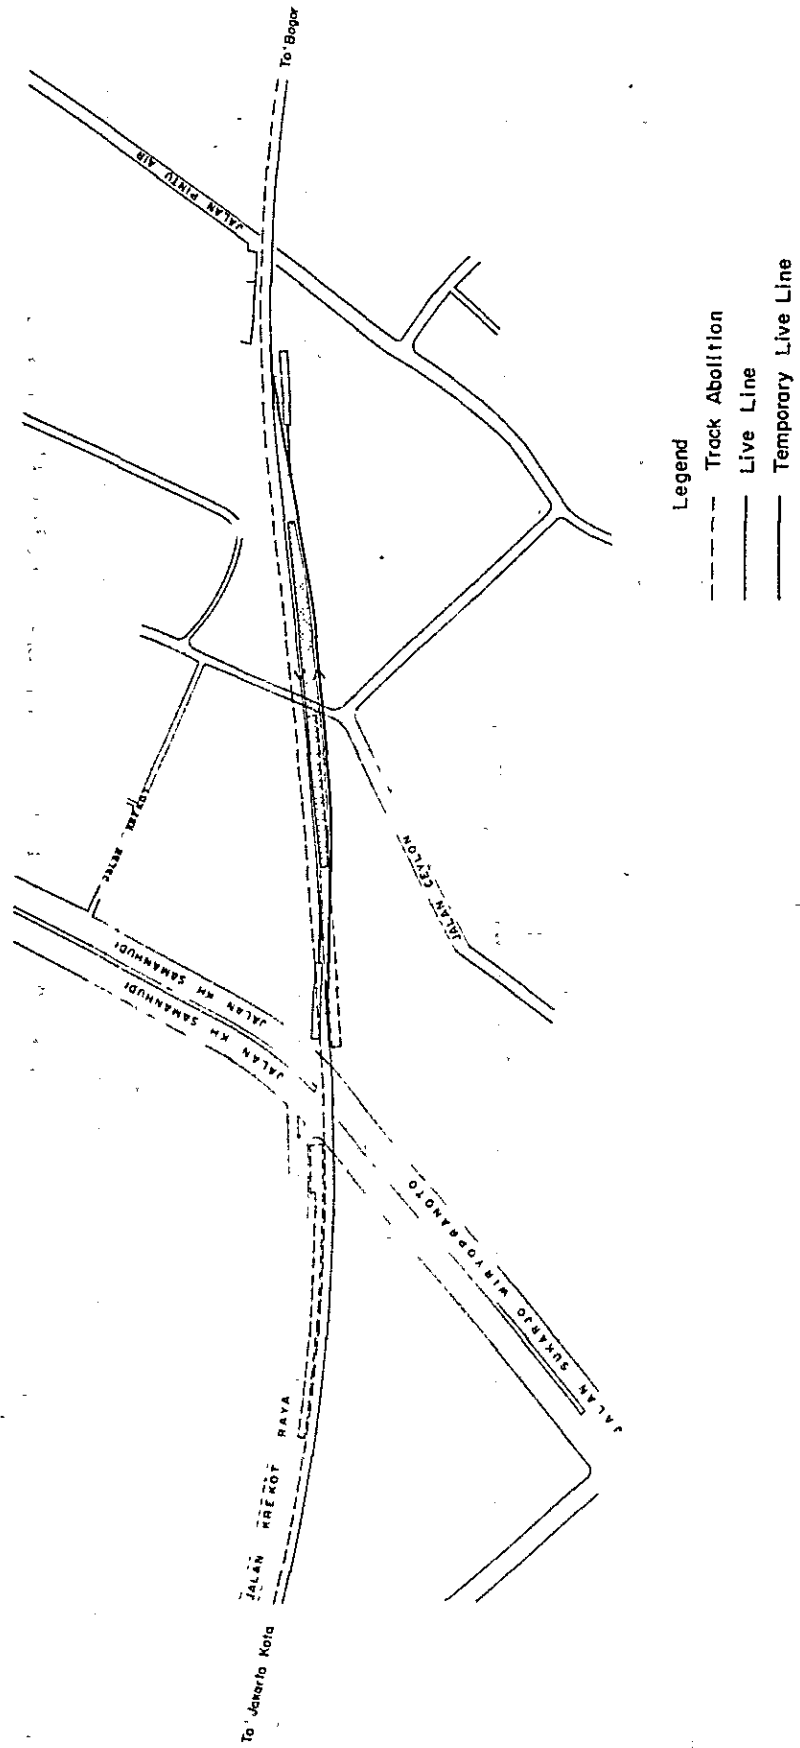 To' Bogor
JALAN PINTU AIR
JALAN KH SAMANHUDI
JALAN KH SAMANHUDI
JALAN CEYLON
JALAN SUKARJO WIRYOPRANOTO
JALAN KREKOT RAYA
To' Jakarta Kota
Legend
Track Abolition
Live Line
Temporary Live Line